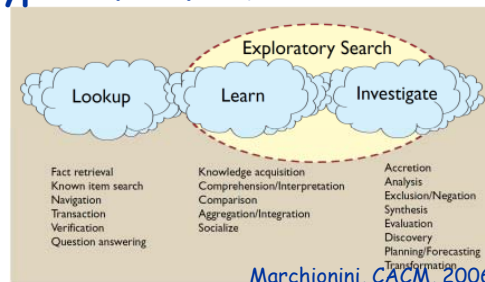 Exploratory Search
Lookup
Learn
Investigate
Fact retrieval
Known item search
Navigation
Transaction
Verification
Question answering
Knowledge acquisition
Comprehension/Interpretation
Comparison
Aggregation/Integration
Socialize
Accretion
Analysis
Exclusion/Negation
Synthesis
Evaluation
Discovery
Planning/Forecasting
Transformation
Marchionini, CACM, 2006